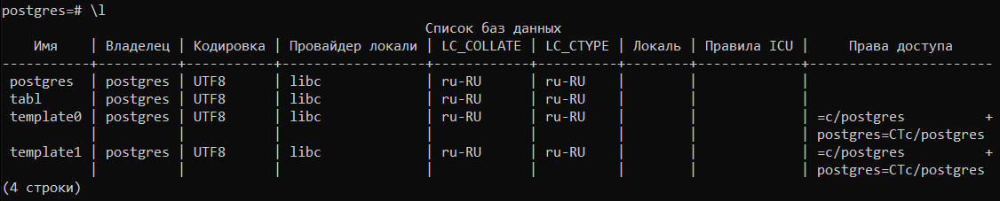 postgres=# \l
                                                     Список баз данных
    Имя    | Владелец | Кодировка | Провайдер локали | LC_COLLATE | LC_CTYPE | Локаль | Правила ICU |     Права доступа
-----------+----------+-----------+------------------+------------+----------+--------+-------------+-----------------------
 postgres  | postgres | UTF8      | libc             | ru-RU      | ru-RU    |        |             |
 tabl      | postgres | UTF8      | libc             | ru-RU      | ru-RU    |        |             |
 template0 | postgres | UTF8      | libc             | ru-RU      | ru-RU    |        |             | =c/postgres          +
           |          |           |                  |            |          |        |             | postgres=CTc/postgres
 template1 | postgres | UTF8      | libc             | ru-RU      | ru-RU    |        |             | =c/postgres          +
           |          |           |                  |            |          |        |             | postgres=CTc/postgres
(4 строки)